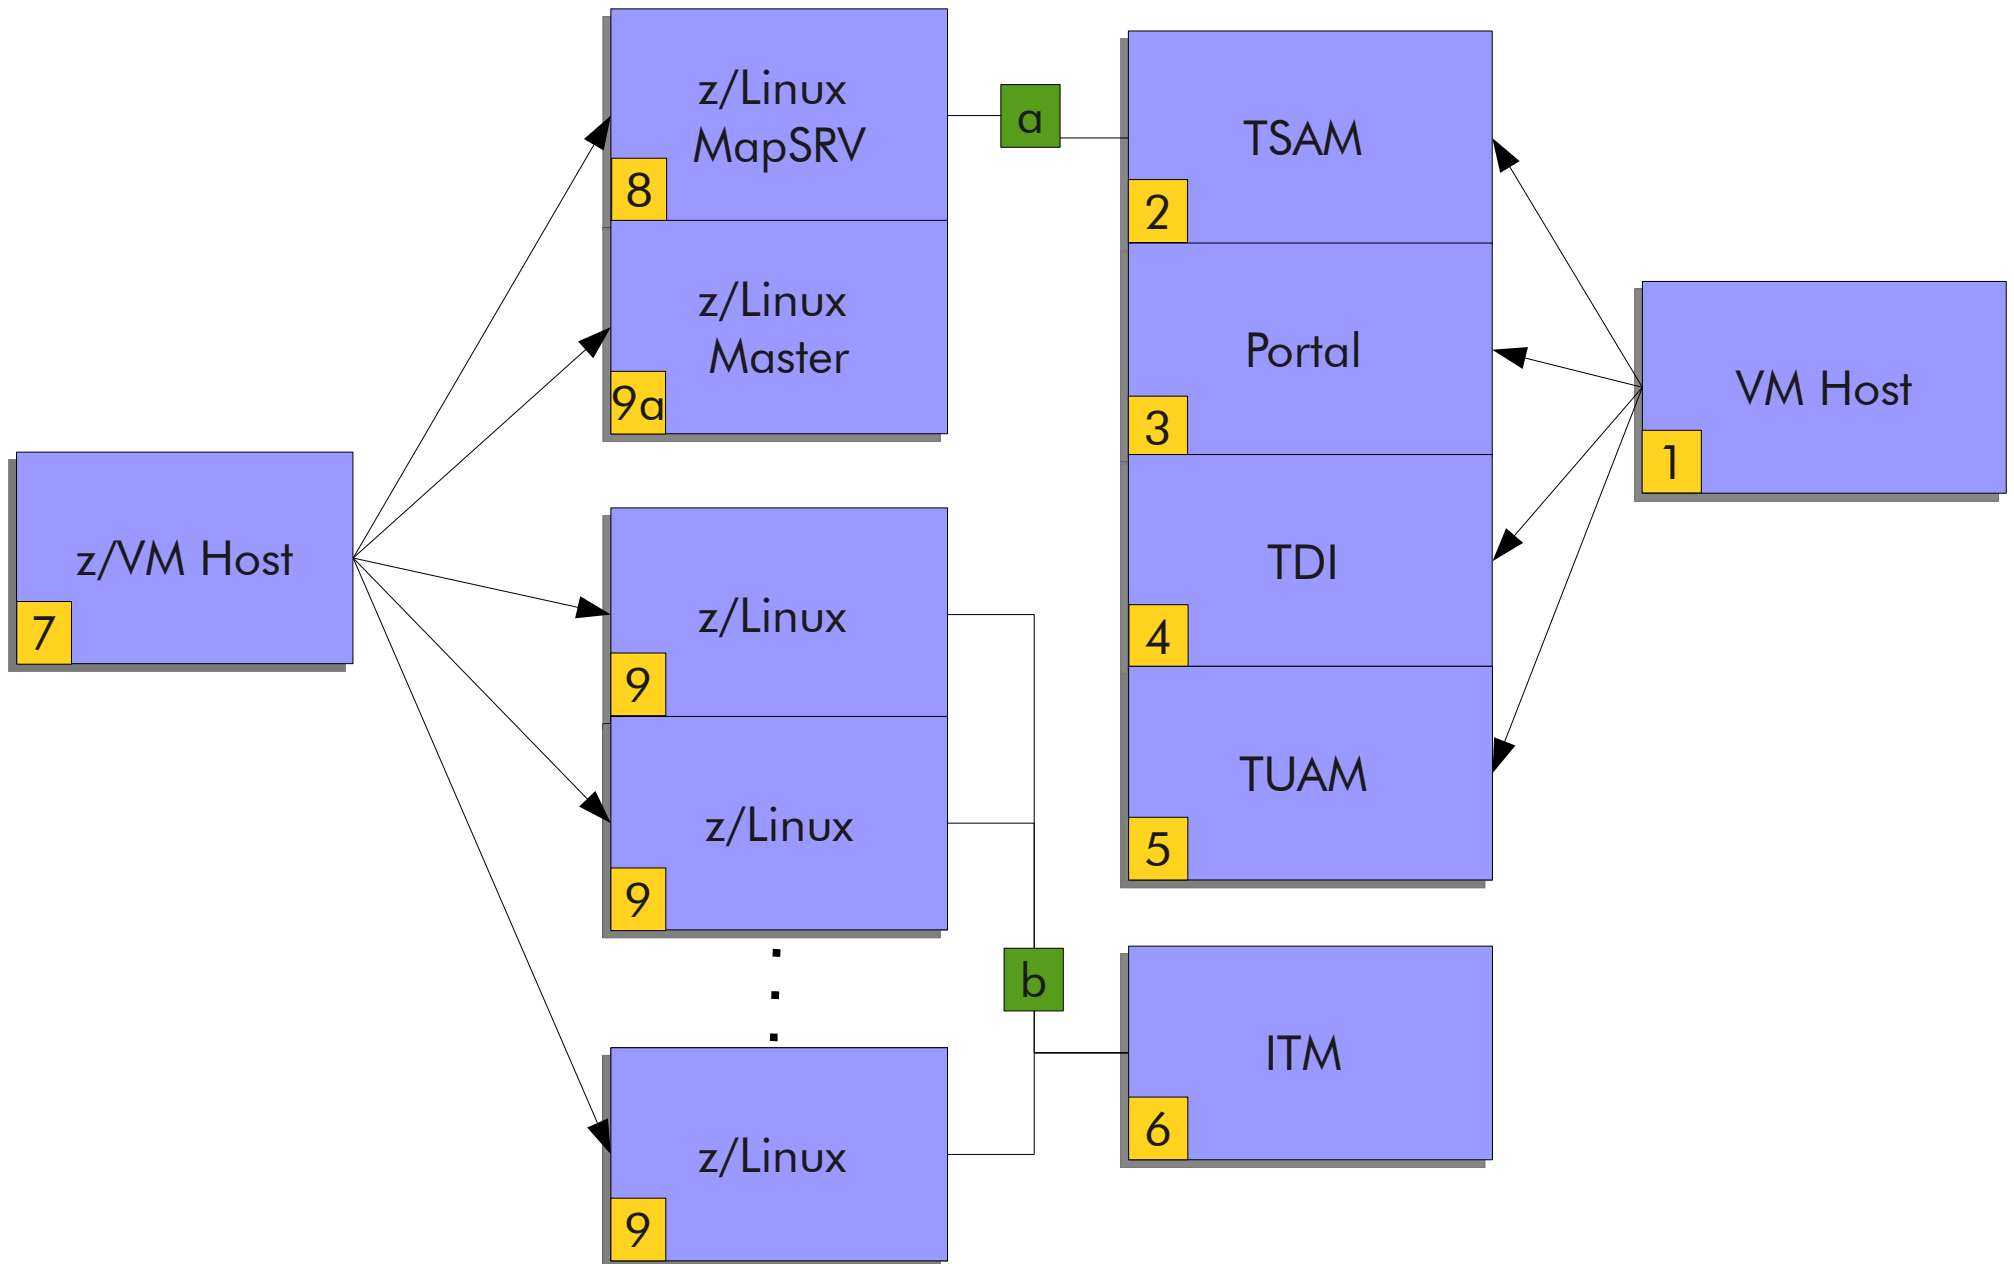 z/Linux
MapSRV
8
z/Linux
Master
9a
z/VM Host
7
z/Linux
9
z/Linux
9
z/Linux
9
a
b
TSAM
2
Portal
3
TDI
4
TUAM
5
ITM
6
VM Host
1